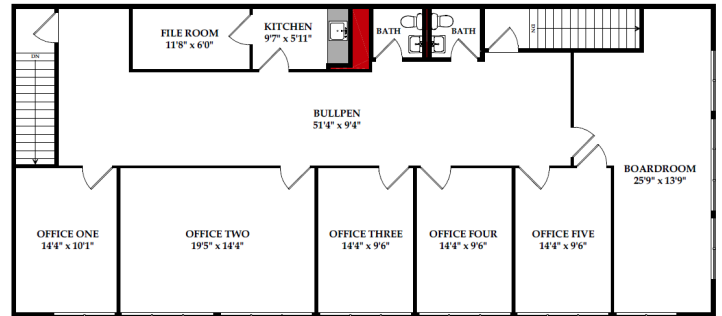 FILE ROOM
11'8" x 6'0"
KITCHEN
9'7" x 5'11"
BATH
BATH
DN
DN
BULLPEN
51'4" x 9'4"
BOARDROOM
25'9" x 13'9"
OFFICE ONE
14'4" x 10'1"
OFFICE TWO
19'5" x 14'4"
OFFICE THREE
14'4" x 9'6"
OFFICE FOUR
14'4" x 9'6"
OFFICE FIVE
14'4" x 9'6"